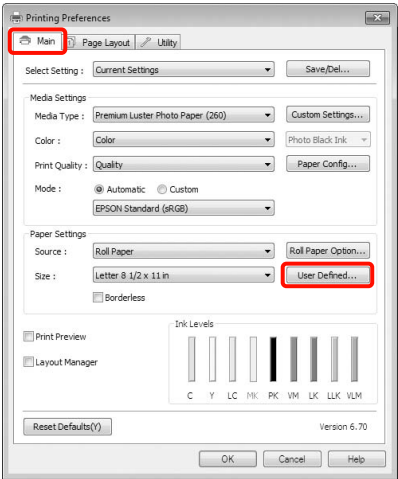 Printing Preferences
Main Page Layout Utility
Select Setting : Current Settings Save/Del...
Media Settings
Media Type : Premium Luster Photo Paper (260) Custom Settings...
Color : Color Photo Black Ink
Print Quality : Quality Paper Config...
Mode : Automatic Custom
EPSON Standard (sRGB)
Paper Settings
Source : Roll Paper Roll Paper Option...
Size : Letter 8 1/2 x 11 in User Defined...
Borderless
Ink Levels
Print Preview
Layout Manager
C Y LC MK PK VM LK LLK VLM
Reset Defaults(Y) Version 6.70
OK Cancel Help